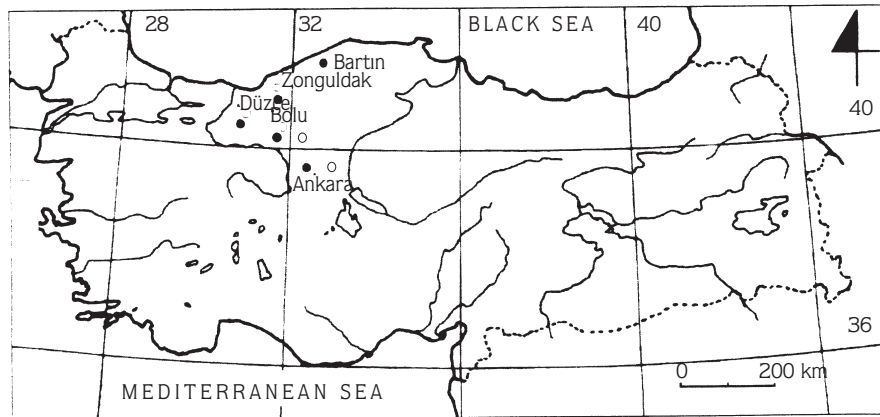 28
32
BLACK SEA
40
Bartın
Zonguldak
Düzce
Bolu
40
Ankara
36
0 200 km
MEDITERRANEAN SEA